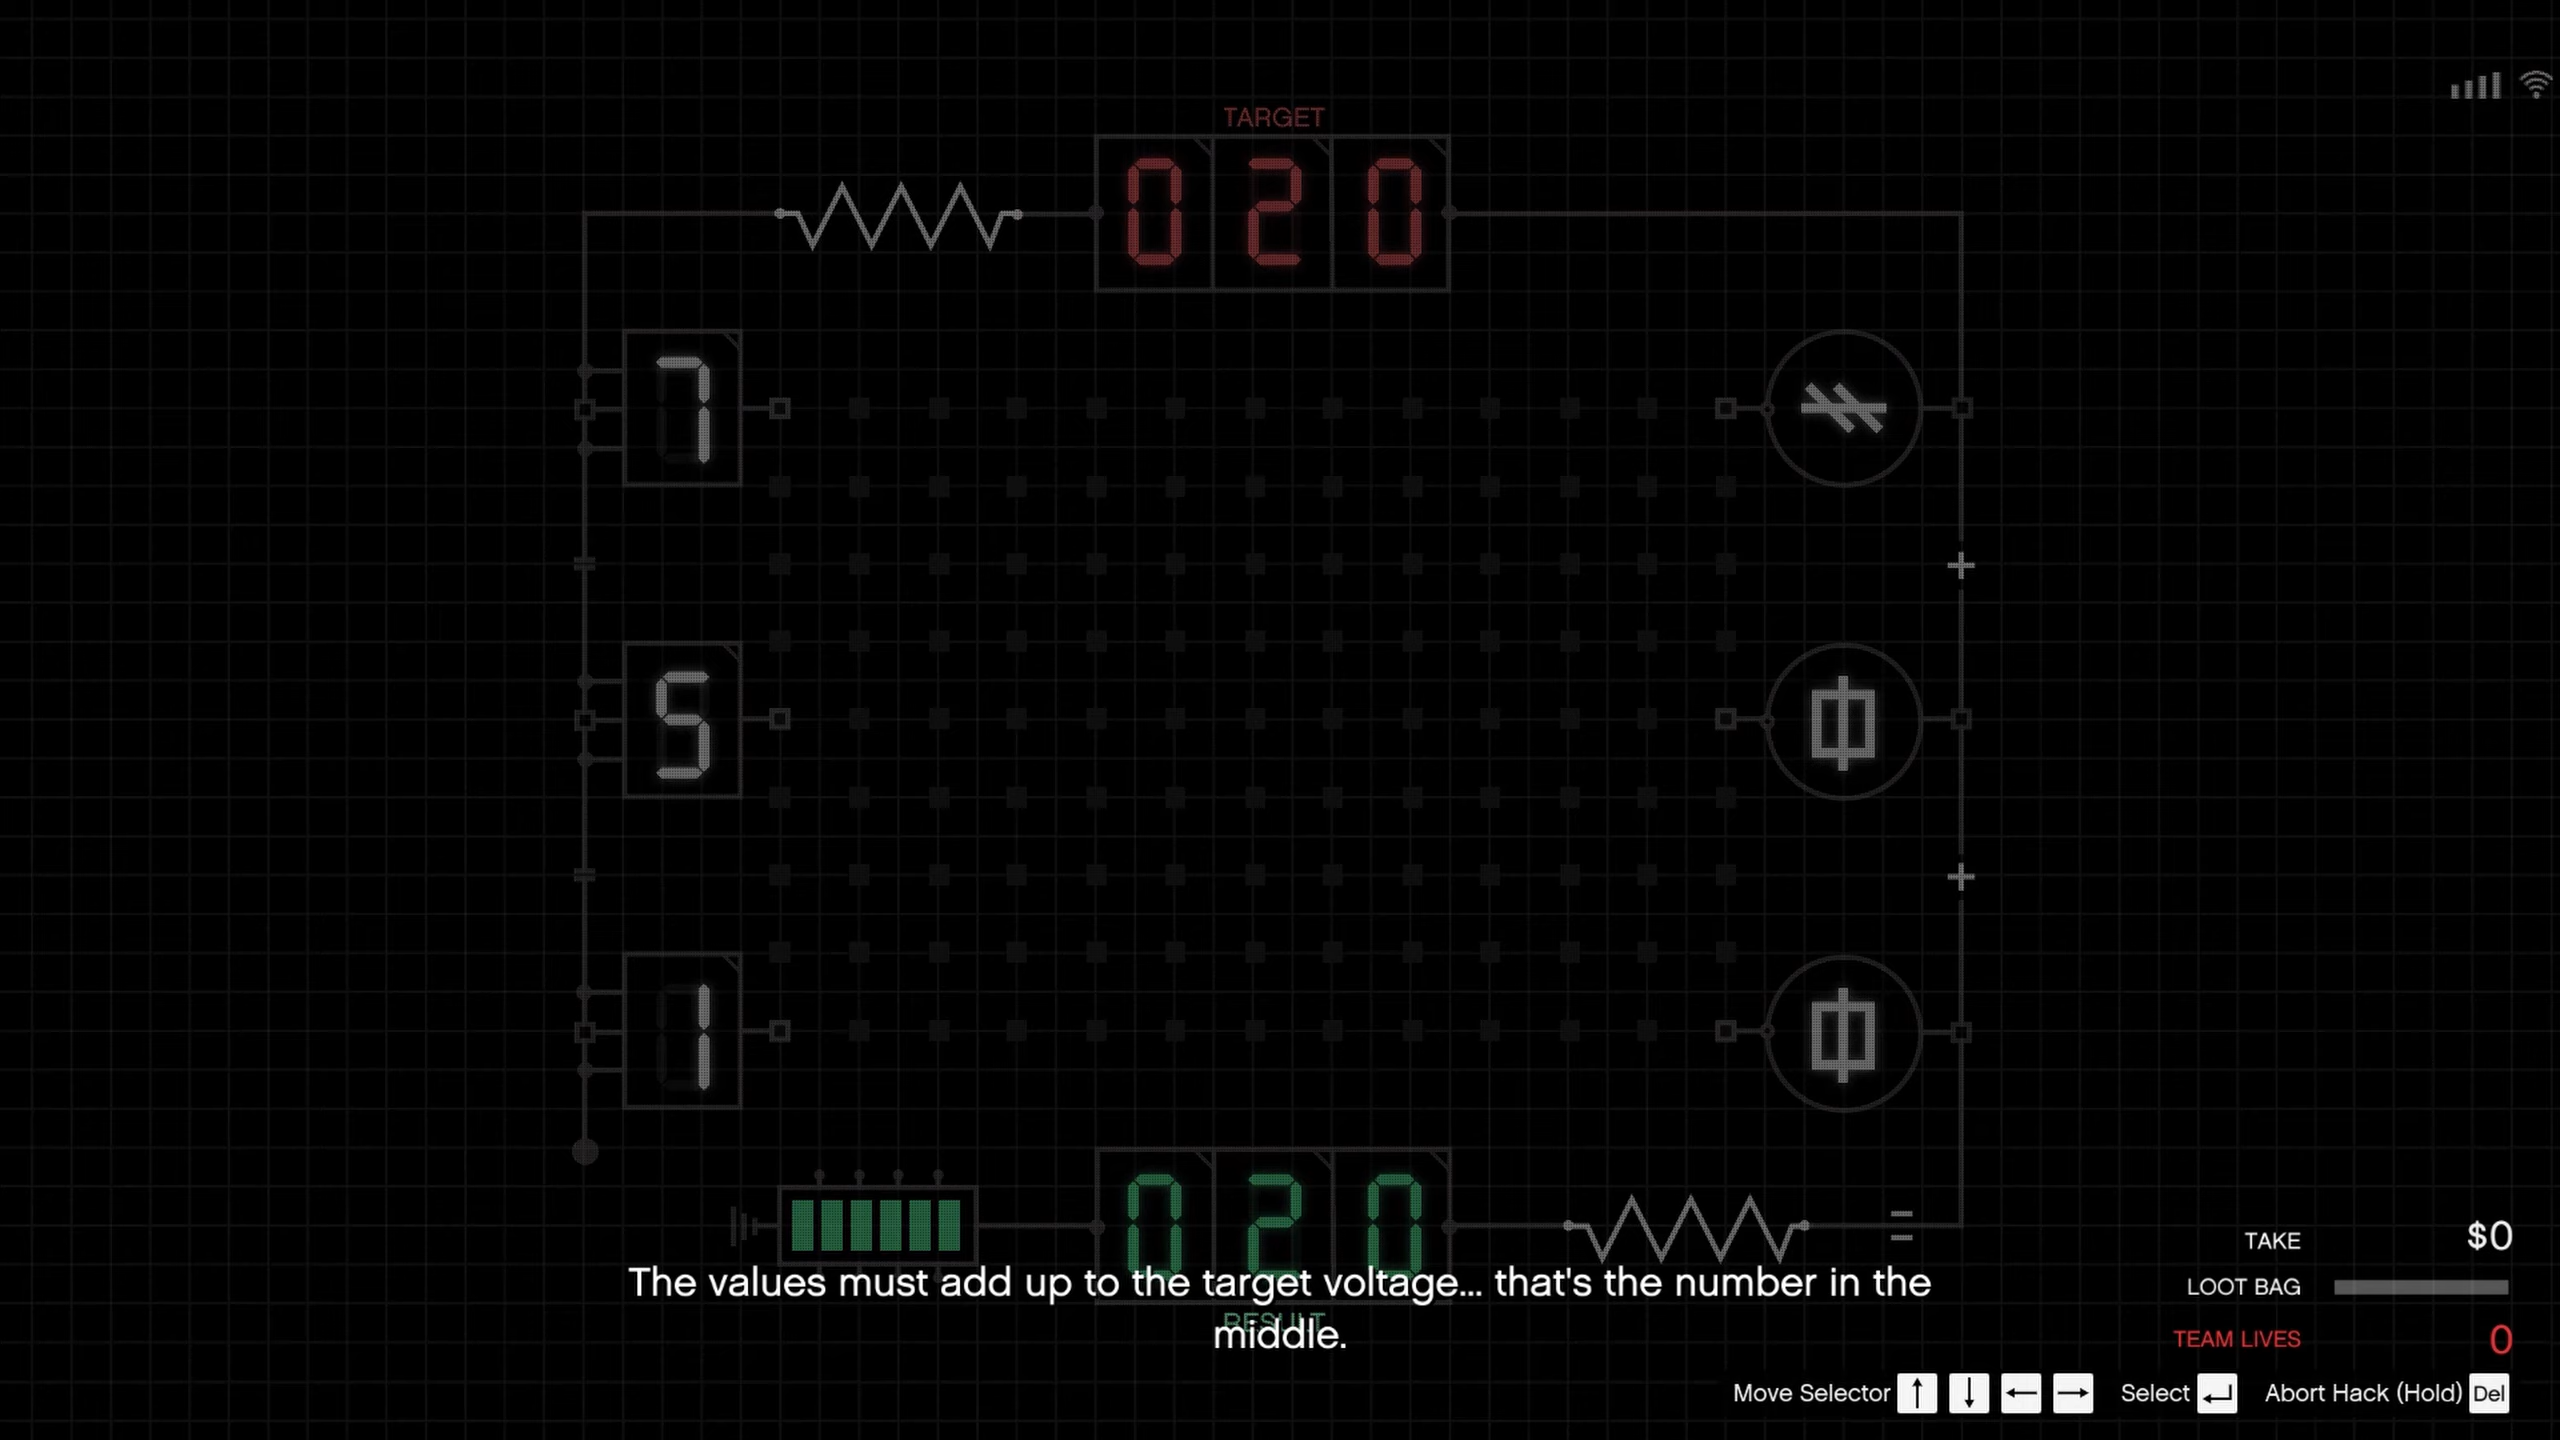 TARGET
020
7
5
1
020
RESULT
The values must add up to the target voltage... that's the number in the
middle.
TAKE $0
LOOT BAG
TEAM LIVES 0
Move Selector ↑ ↓ ← → Select ↵ Abort Hack (Hold) Del